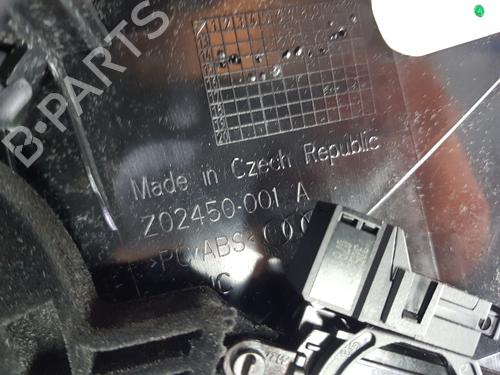 B-PARTS
Made in Czech Republic
Z02450-001 A
>PC/ABS<